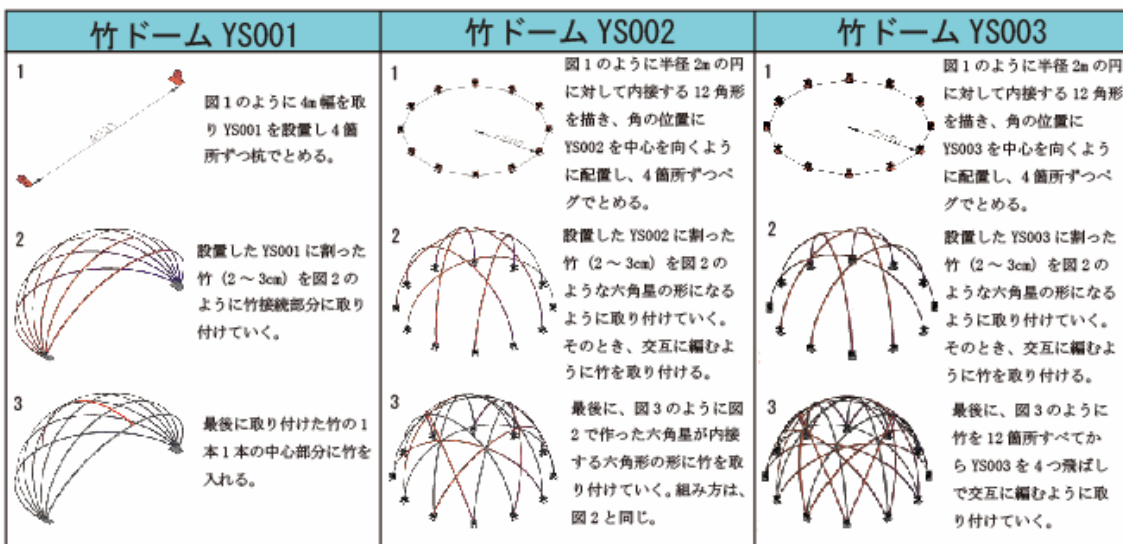 竹ドーム YS001
1
図1のように4m幅を取
りYS001を設置し4箇
所ずつ杭でとめる。
2
設置したYS001に割った
竹（2～3cm）を図2の
ように竹接続部分に取り
付けていく。
3
最後に取り付けた竹の1
本1本の中心部分に竹を
入れる。
竹ドーム YS002
1
図1のように半径2mの円
に対して内接する12角形
を描き、角の位置に
YS002を中心を向くよう
に配置し、4箇所ずつペ
グでとめる。
2
設置したYS002に割った
竹（2～3cm）を図2の
ような六角星の形になる
ように取り付けていく。
そのとき、交互に編むよ
うに竹を取り付ける。
3
最後に、図3のように図
2で作った六角星が内接
する六角形の形に竹を取
り付けていく。組み方は、
図2と同じ。
竹ドーム YS003
1
図1のように半径2mの円
に対して内接する12角形
を描き、角の位置に
YS003を中心を向くよう
に配置し、4箇所ずつペ
グでとめる。
2
設置したYS003に割った
竹（2～3cm）を図2の
ような六角星の形になる
ように取り付けていく。
そのとき、交互に編むよ
うに竹を取り付ける。
3
最後に、図3のように
竹を12箇所すべてか
らYS003を4つ飛ばし
で交互に編むように取
り付けていく。